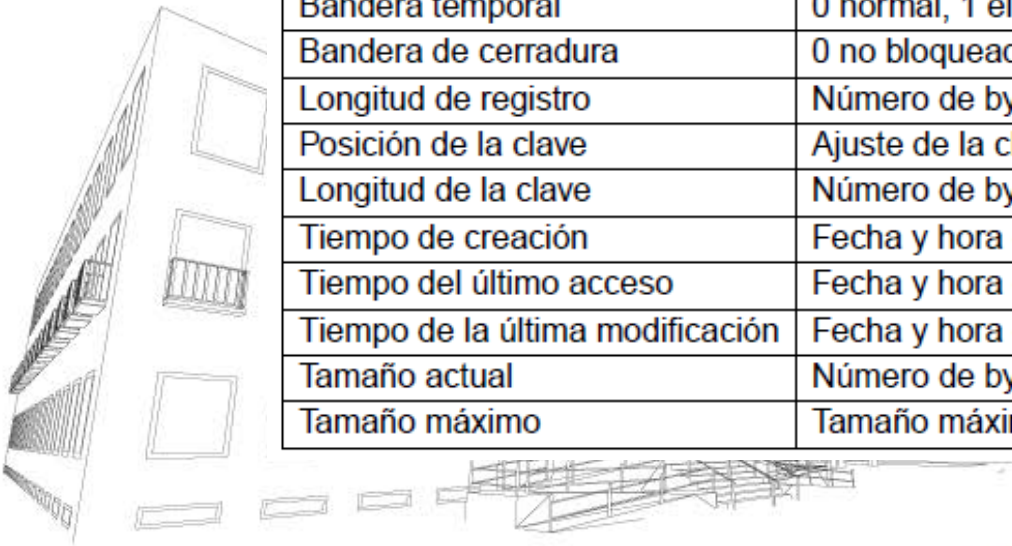 Bandera temporal 0 normal, 1
Bandera de cerradura 0 no
Longitud de registro Número de
Posición de la clave Ajuste de la
Longitud de la clave Número de
Tiempo de creación Fecha y hora
Tiempo del último acceso Fecha y hora
Tiempo de la última modificación Fecha y hora
Tamaño actual Número de
Tamaño máximo Tamaño